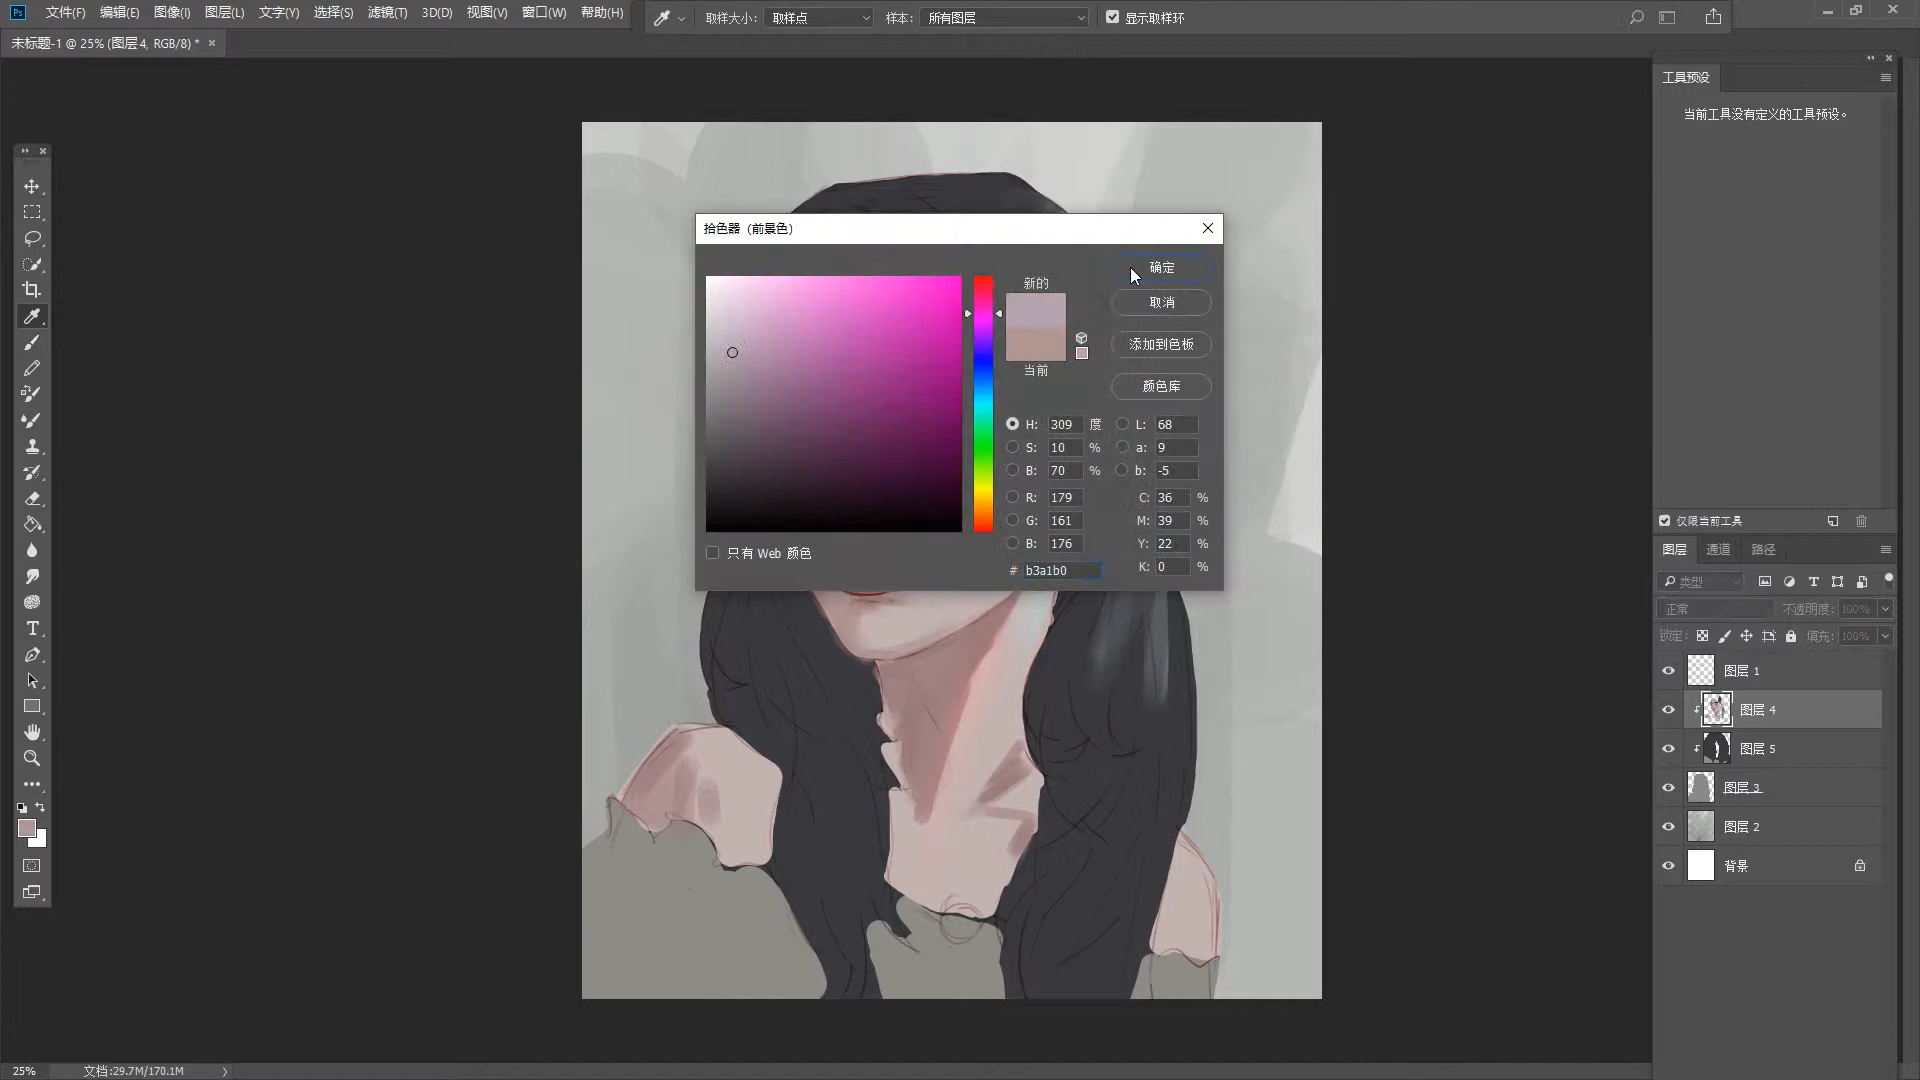 Ps 文件(F) 编辑(E) 图像(I) 图层(L) 文字(Y) 选择(S) 滤镜(T) 3D(D) 视图(V) 窗口(W) 帮助(H)
取样大小: 取样点 样本: 所有图层 显示取样环
未标题-1 @ 25% (图层 4, RGB/8) * ×
工具预设
当前工具没有定义的工具预设。
拾色器 (前景色)
新的
当前
确定
取消
添加到色板
颜色库
H: 309 度 L: 68
S: 10 % a: 9
B: 70 % b: -5
R: 179 C: 36 %
G: 161 M: 39 %
B: 176 Y: 22 %
# b3a1b0 K: 0 %
只有 Web 颜色
仅限当前工具
图层 通道 路径
类型
正常 不透明度: 100%
锁定: 填充: 100%
图层 1
图层 4
图层 5
图层 3
图层 2
背景
25% 文档:29.7M/170.1M